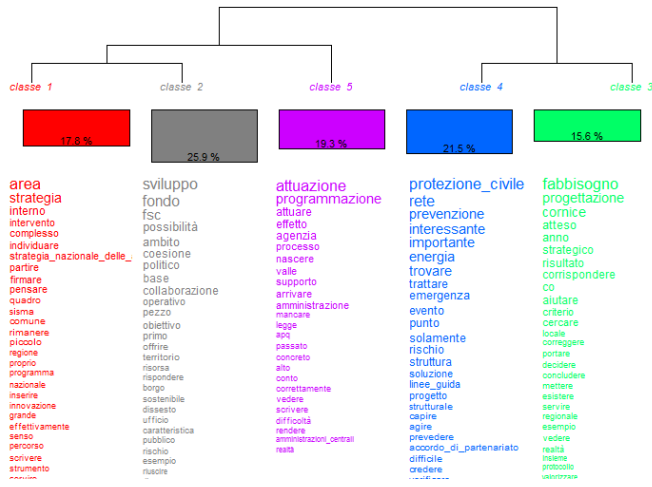 classe 1
classe 2
classe 5
classe 4
classe 3
17.8 %
25.9 %
19.3 %
21.5 %
15.6 %
area
strategia
interno
intervento
complesso
individuare
strategia_nazionale_delle_
partire
firmare
pensare
quadro
sisma
comune
rimanere
piccolo
regione
proprio
programma
nazionale
inserire
innovazione
grande
effettivamente
senso
percorso
scrivere
strumento
sviluppo
fondo
fsc
possibilità
ambito
coesione
politico
base
collaborazione
operativo
pezzo
obiettivo
primo
offrire
territorio
risorsa
rispondere
borgo
sostenibile
dissesto
ufficio
caratteristica
pubblico
rischio
esempio
riuscire
attuazione
programmazione
attuare
effetto
agenzia
processo
nascere
valle
supporto
arrivare
amministrazione
mancare
legge
apq
passato
concreto
alto
conto
correttamente
vedere
scrivere
difficoltà
rendere
amministrazioni_centrali
realtà
protezione_civile
rete
prevenzione
interessante
importante
energia
trovare
trattare
emergenza
evento
punto
solamente
rischio
struttura
soluzione
linee_guida
progetto
strutturale
capire
agire
prevedere
accordo_di_partenariato
difficile
credere
fabbisogno
progettazione
cornice
atteso
anno
strategico
risultato
corrispondere
co
aiutare
criterio
cercare
locale
correggere
portare
decidere
concludere
mettere
esistere
servire
regionale
esempio
vedere
realtà
insieme
protocollo
valorizzare